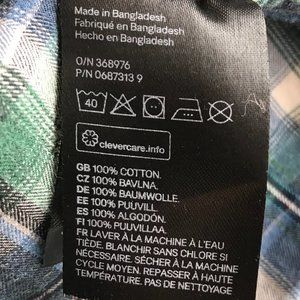 Made in Bangladesh
Fabriqué en Bangladesh
Hecho en Bangladesh
O/N 368976
P/N 0687313 9
40
clevercare.info
GB 100% COTTON.
CZ 100% BAVLNA.
DE 100% BAUMWOLLE.
EE 100% PUUVILL.
ES 100% ALGODÓN.
FI 100% PUUVILLAA.
FR LAVER À LA MACHINE À L'EAU
TIÈDE. BLANCHIR SANS CHLORE SI
NÉCESSAIRE. SÉCHER À LA MACHINE
CYCLE MOYEN. REPASSER À HAUTE
TEMPÉRATURE. PAS DE NETTOYAGE